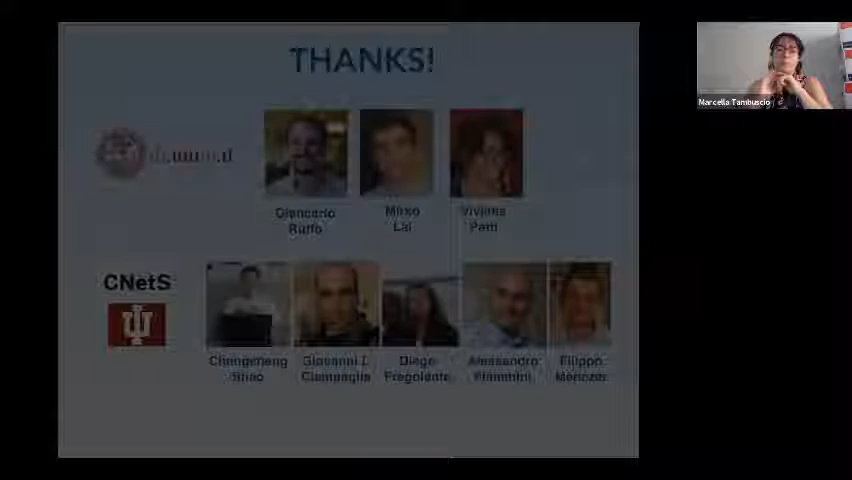 THANKS!
Marcella Tambuscio
Giancarlo
Ruffo
Mirko
Lai
Viviana
Patti
CNetS
Chengcheng
Shao
Giovanni L
Ciampaglia
Diego
Fregolente
Alessandro
Flammini
Filippo
Menczer